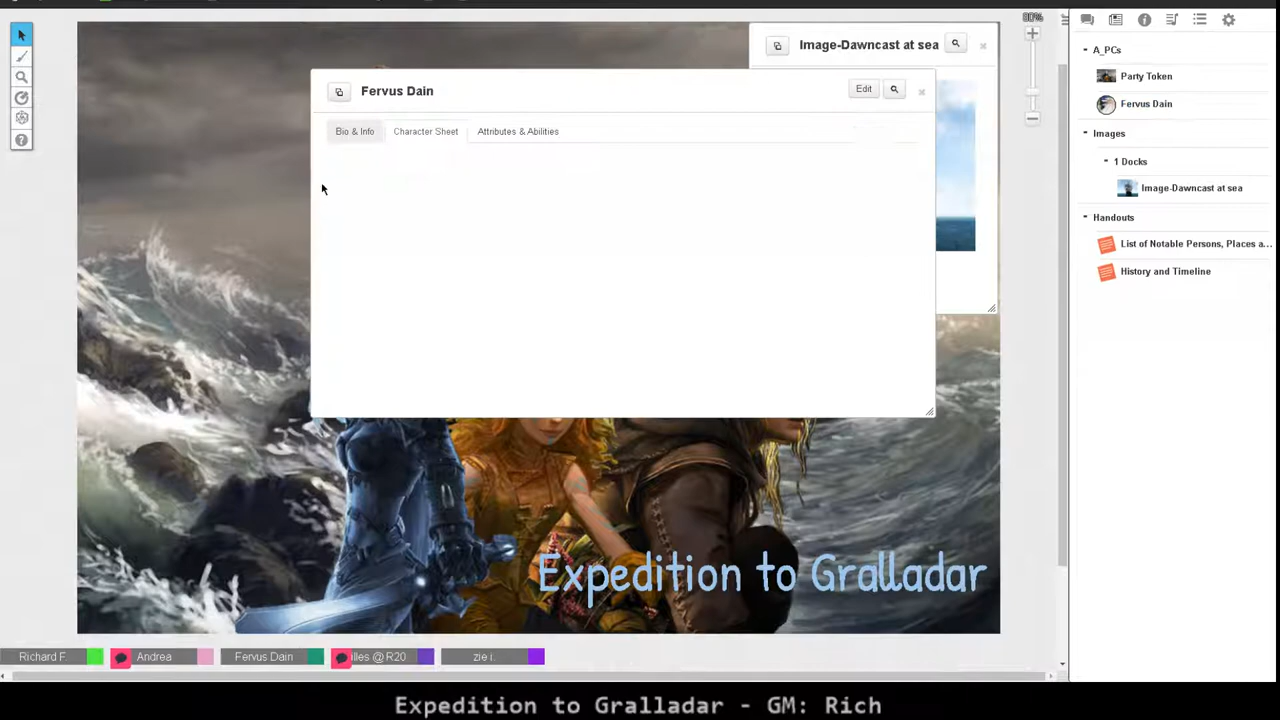 80%
Image-Dawncast at sea
Fervus Dain
Edit
Bio & Info
Character Sheet
Attributes & Abilities
A_PCs
Party Token
Fervus Dain
Images
1 Docks
Image-Dawncast at sea
Handouts
List of Notable Persons, Places a...
History and Timeline
Expedition to Gralladar
Richard F
Andrea
Fervus Dain
illes @ R20
zie i.
Expedition to Gralladar - GM: Rich